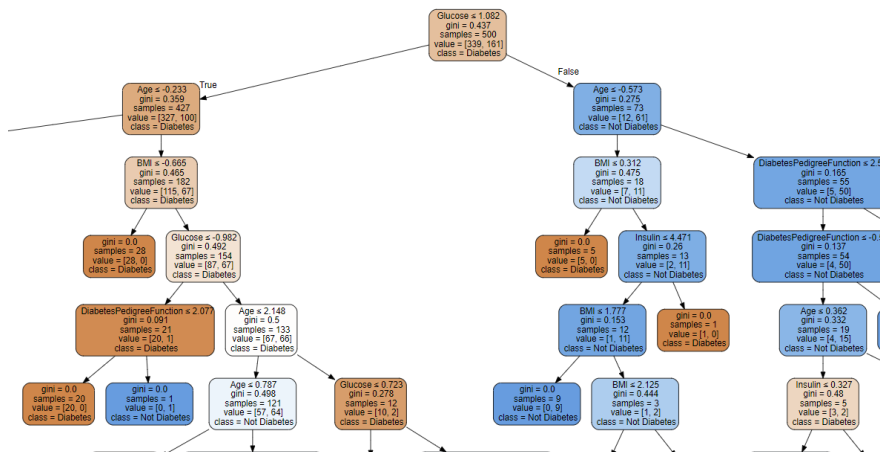 Glucose ≤ 1.082
gini = 0.437
samples = 500
value = [339, 161]
class = Diabetes
True
False
Age ≤ -0.233
gini = 0.359
samples = 427
value = [327, 100]
class = Diabetes
Age ≤ -0.573
gini = 0.275
samples = 73
value = [12, 61]
class = Not Diabetes
BMI ≤ -0.665
gini = 0.465
samples = 182
value = [115, 67]
class = Diabetes
BMI ≤ 0.312
gini = 0.475
samples = 18
value = [7, 11]
class = Not Diabetes
DiabetesPedigreeFunction ≤ 2.5
gini = 0.165
samples = 55
value = [5, 50]
class = Not Diabetes
gini = 0.0
samples = 28
value = [28, 0]
class = Diabetes
Glucose ≤ -0.982
gini = 0.492
samples = 154
value = [87, 67]
class = Diabetes
gini = 0.0
samples = 5
value = [5, 0]
class = Diabetes
Insulin ≤ 4.471
gini = 0.26
samples = 13
value = [2, 11]
class = Not Diabetes
DiabetesPedigreeFunction ≤ -0.
gini = 0.137
samples = 54
value = [4, 50]
class = Not Diabetes
DiabetesPedigreeFunction ≤ 2.077
gini = 0.091
samples = 21
value = [20, 1]
class = Diabetes
Age ≤ 2.148
gini = 0.5
samples = 133
value = [67, 66]
class = Diabetes
BMI ≤ 1.777
gini = 0.153
samples = 12
value = [1, 11]
class = Not Diabetes
gini = 0.0
samples = 1
value = [1, 0]
class = Diabetes
Age ≤ 0.362
gini = 0.332
samples = 19
value = [4, 15]
class = Not Diabetes
gini = 0.0
samples = 20
value = [20, 0]
class = Diabetes
gini = 0.0
samples = 1
value = [0, 1]
class = Not Diabetes
Age ≤ 0.787
gini = 0.498
samples = 121
value = [57, 64]
class = Not Diabetes
Glucose ≤ 0.723
gini = 0.278
samples = 12
value = [10, 2]
class = Diabetes
gini = 0.0
samples = 9
value = [0, 9]
class = Not Diabetes
BMI ≤ 2.125
gini = 0.444
samples = 3
value = [1, 2]
class = Not Diabetes
Insulin ≤ 0.327
gini = 0.48
samples = 5
value = [3, 2]
class = Diabetes